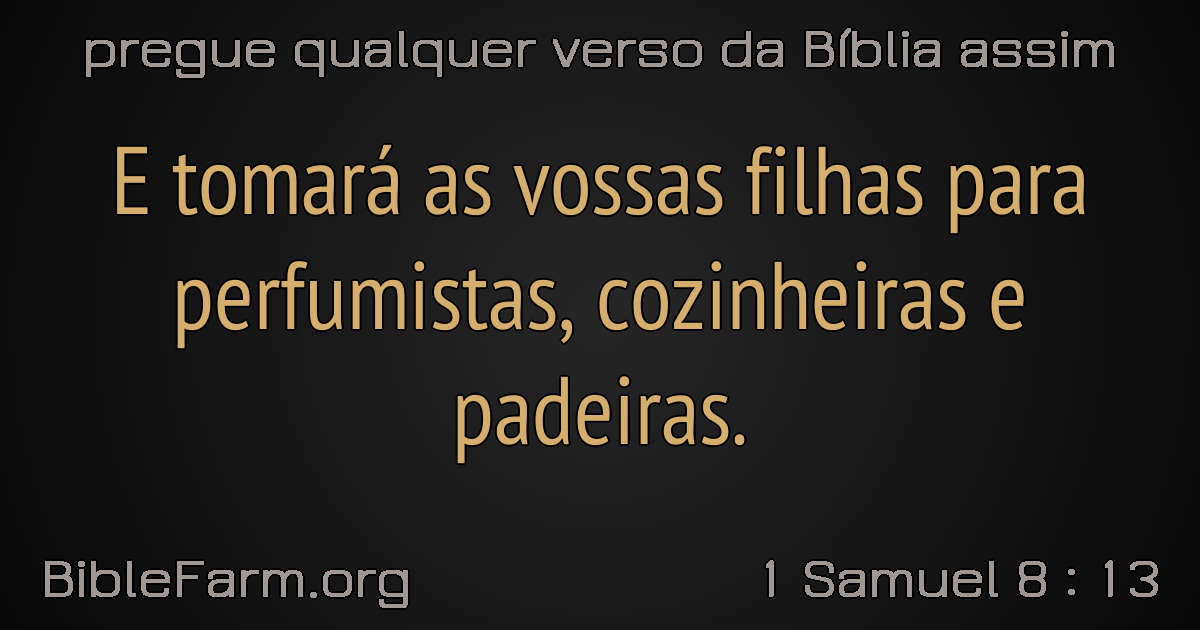 pregue qualquer verso da Bíblia assim
E tomará as vossas filhas para
perfumistas, cozinheiras e
padeiras.
BibleFarm.org
1 Samuel 8 : 13